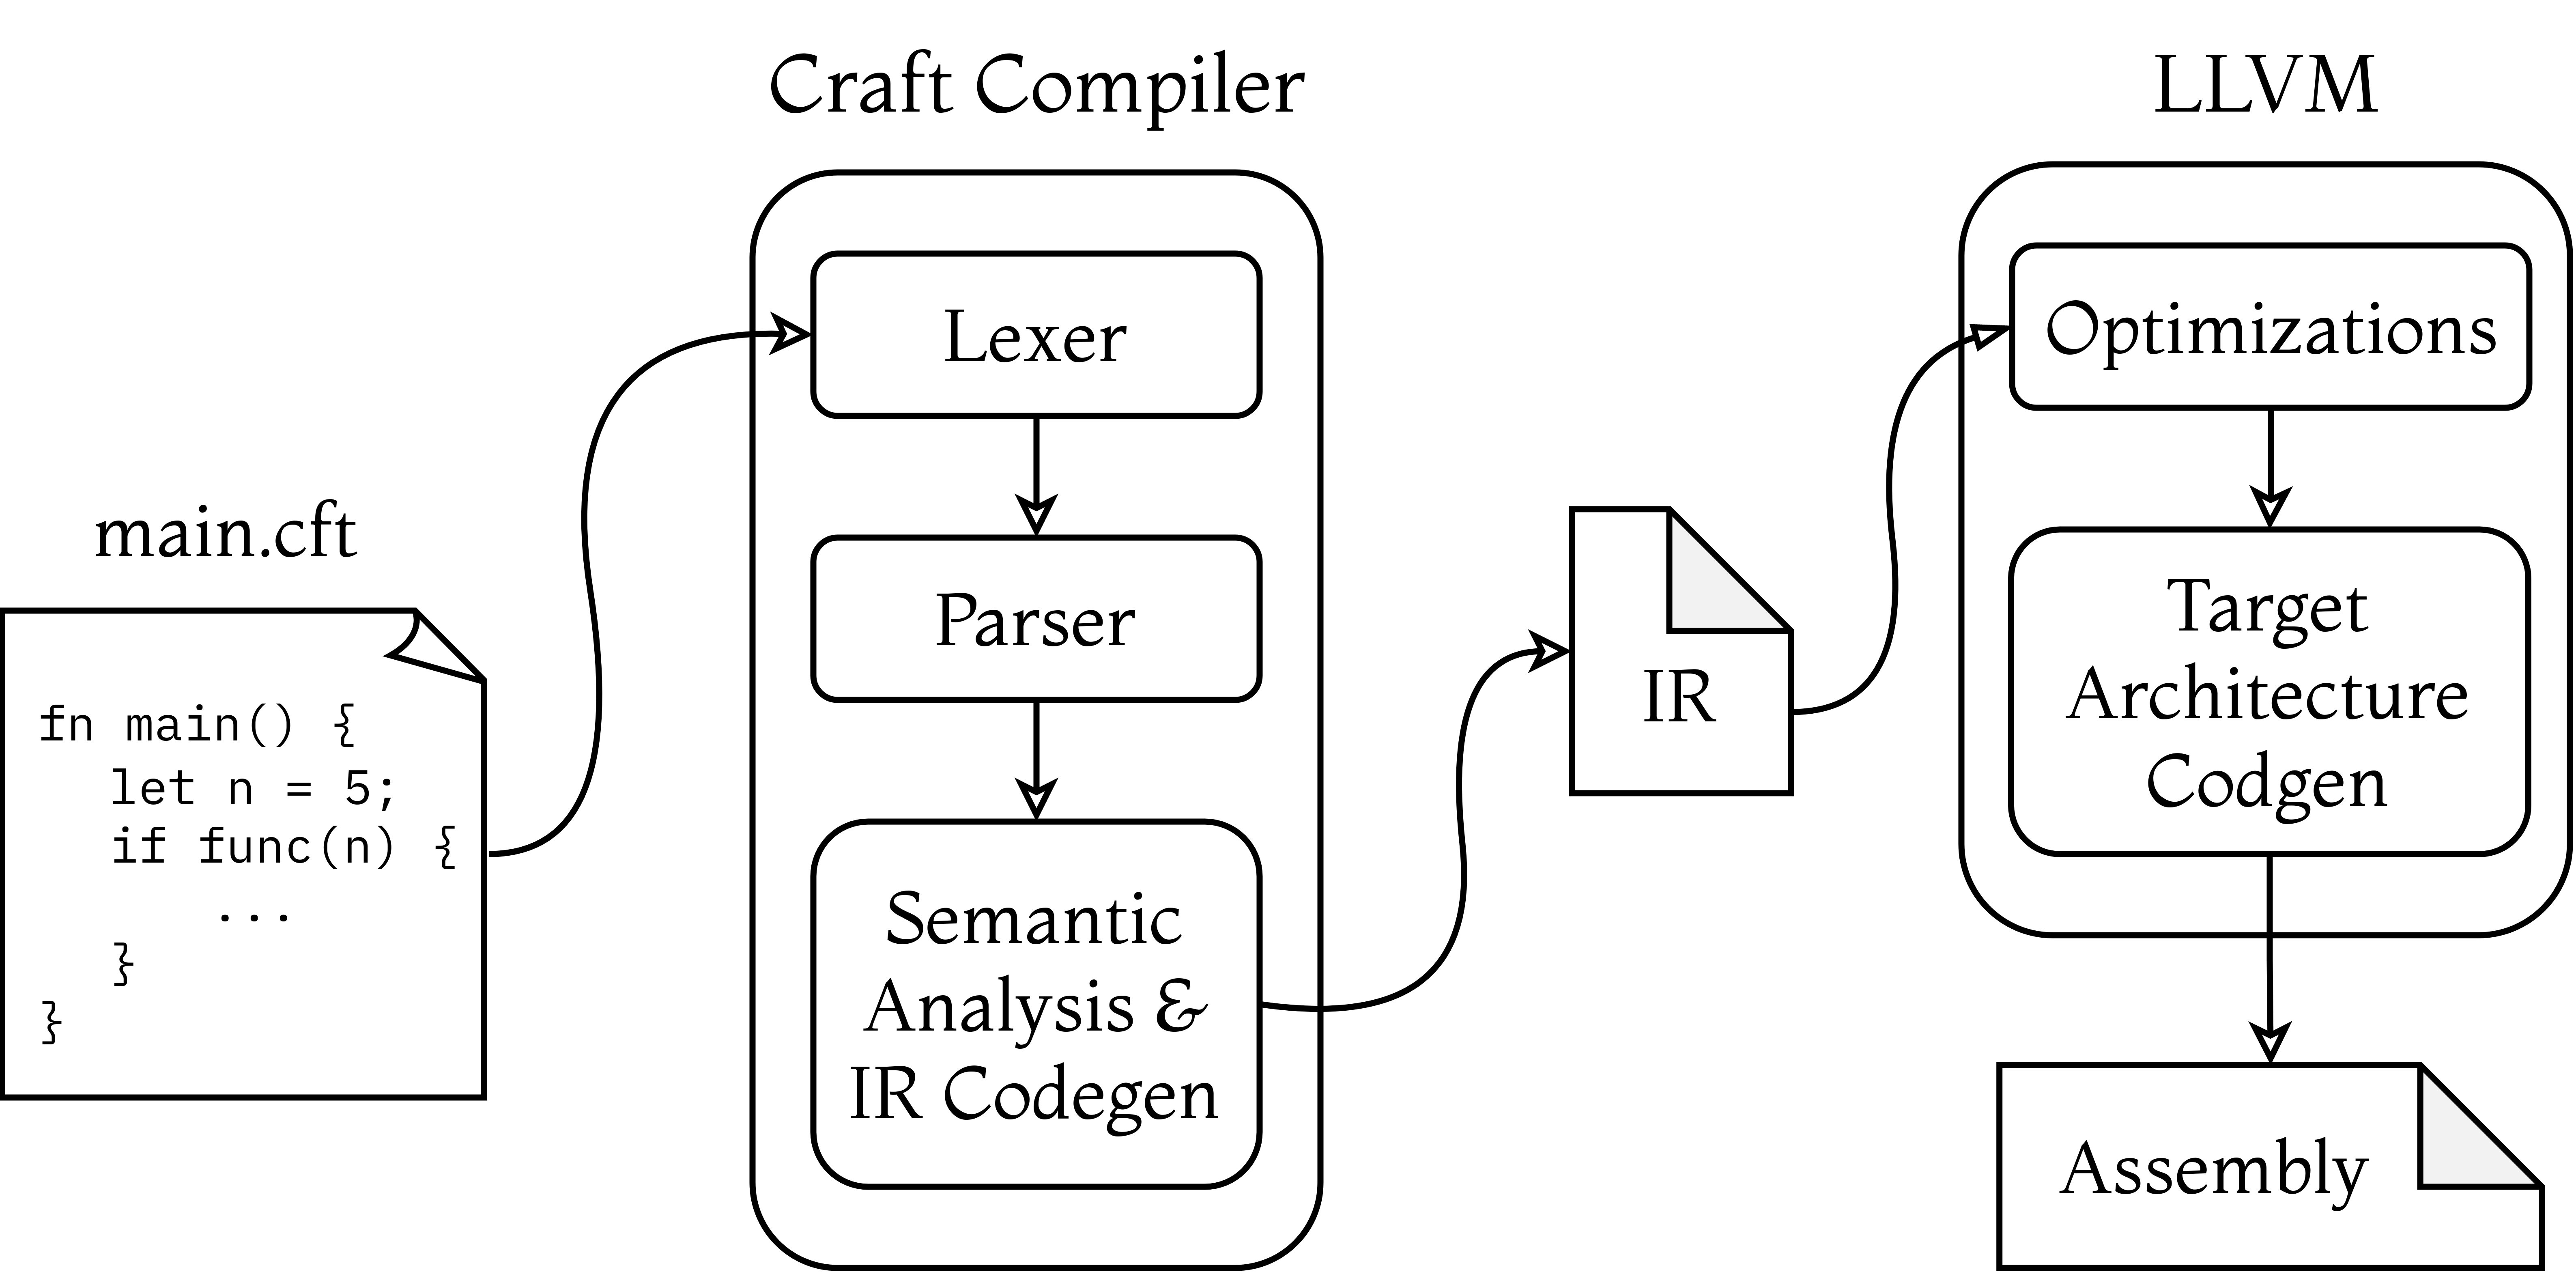 Craft Compiler
LLVM
main.cft
fn main() {
let n = 5;
if func(n) {
...
}
}
Lexer
Parser
Semantic
Analysis &
IR Codegen
IR
Optimizations
Target
Architecture
Codgen
Assembly